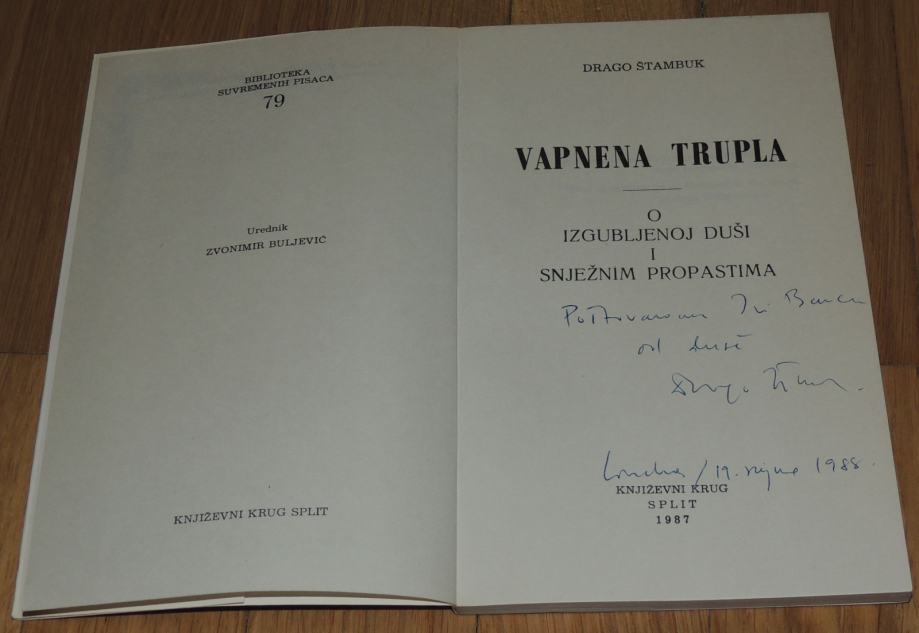 BIBLIOTEKA
SUVREMENIH PISACA
79
Urednik
ZVONIMIR BULJEVIĆ
KNJIŽEVNI KRUG SPLIT
DRAGO ŠTAMBUK
VAPNENA TRUPLA
O
IZGUBLJENOJ DUŠI
I
SNJEŽNIM PROPASTIMA
od duše
Drago
19. rujna 1988.
KNJIŽEVNI KRUG
SPLIT
1987